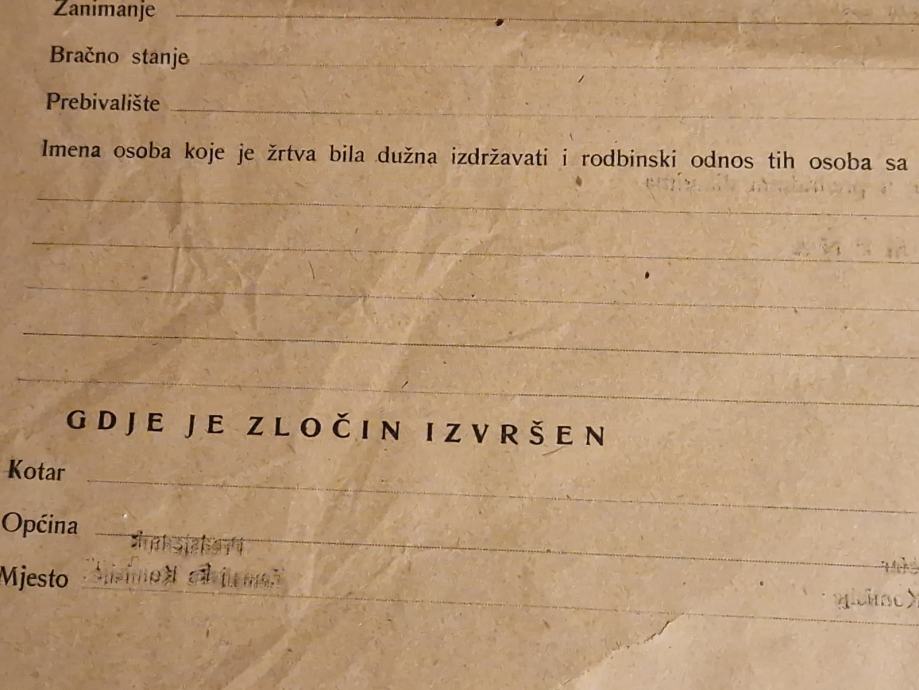 Zanimanje
Bračno stanje
Prebivalište
Imena osoba koje je žrtva bila dužna izdržavati i rodbinski odnos tih osoba sa
GDJE JE ZLOČIN IZVRŠEN
Kotar
Općina
Mjesto